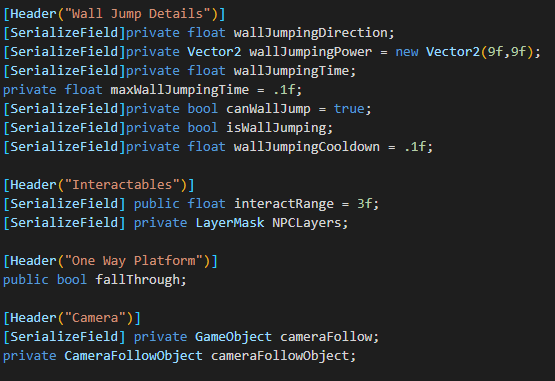 [Header("Wall Jump Details")]
[SerializeField]private float wallJumpingDirection;
[SerializeField]private Vector2 wallJumpingPower = new Vector2(9f,9f);
[SerializeField]private float wallJumpingTime;
private float maxWallJumpingTime = .1f;
[SerializeField]private bool canWallJump = true;
[SerializeField]private bool isWallJumping;
[SerializeField]private float wallJumpingCooldown = .1f;
[Header("Interactables")]
[SerializeField] public float interactRange = 3f;
[SerializeField] private LayerMask NPCLayers;
[Header("One Way Platform")]
public bool fallThrough;
[Header("Camera")]
[SerializeField] private GameObject cameraFollow;
private CameraFollowObject cameraFollowObject;